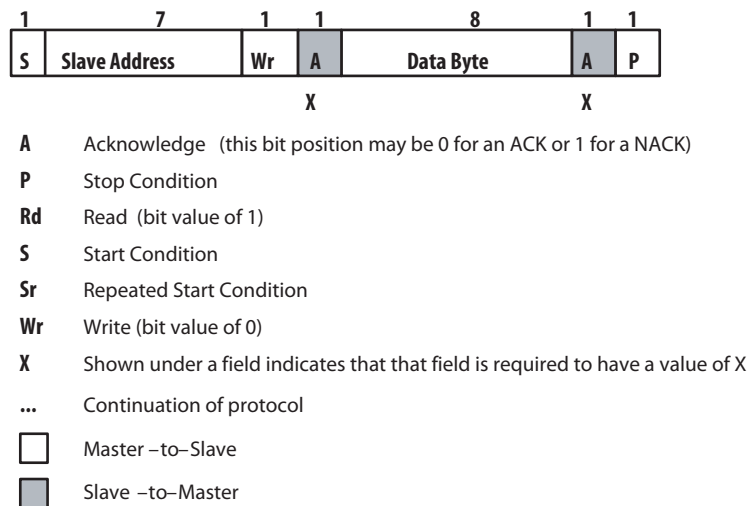 1 7 1 1 8 1 1
S Slave Address Wr A Data Byte A P
X X
A Acknowledge (this bit position may be 0 for an ACK or 1 for a NACK)
P Stop Condition
Rd Read (bit value of 1)
S Start Condition
Sr Repeated Start Condition
Wr Write (bit value of 0)
X Shown under a field indicates that that field is required to have a value of X
... Continuation of protocol
Master –to–Slave
Slave –to–Master